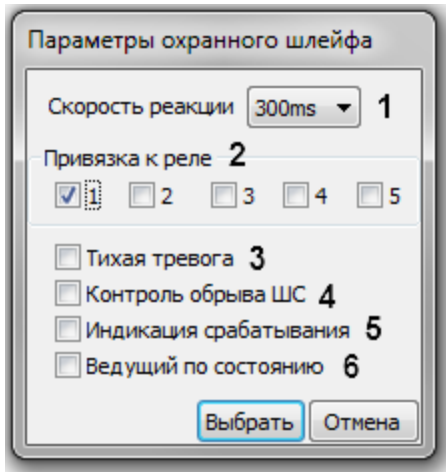 Параметры охранного шлейфа
Скорость реакции 300ms 1
Привязка к реле 2
1 2 3 4 5
Тихая тревога 3
Контроль обрыва ШС 4
Индикация срабатывания 5
Ведущий по состоянию 6
Выбрать Отмена